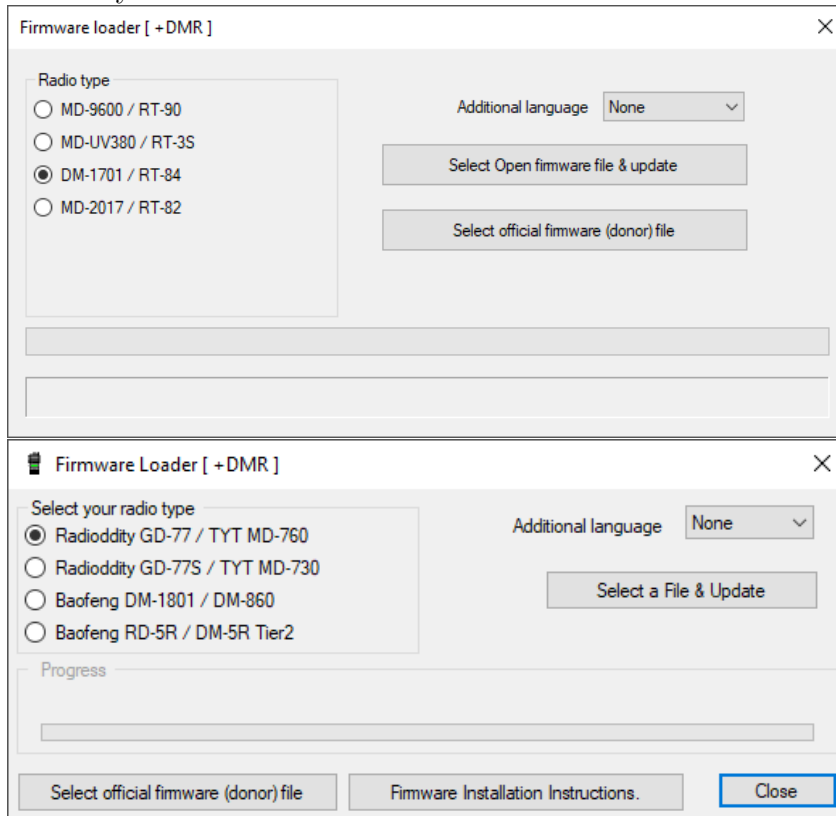 Firmware loader [ +DMR ]
Radio type
MD-9600 / RT-90
MD-UV380 / RT-3S
DM-1701 / RT-84
MD-2017 / RT-82
Additional language None
Select Open firmware file & update
Select official firmware (donor) file
Firmware Loader [ +DMR ]
Select your radio type
Radioddity GD-77 / TYT MD-760
Radioddity GD-77S / TYT MD-730
Baofeng DM-1801 / DM-860
Baofeng RD-5R / DM-5R Tier2
Additional language None
Select a File & Update
Progress
Select official firmware (donor) file
Firmware Installation Instructions.
Close